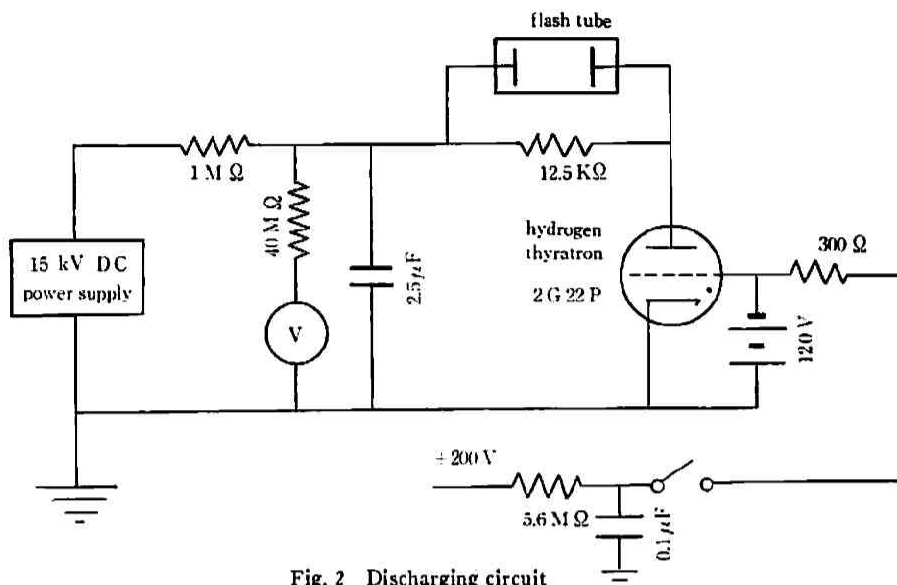 flash tube
1 M Ω
12.5 KΩ
40 M Ω
2.5 μF
15 kV DC
power supply
V
hydrogen
thyratron
2 G 22 P
300 Ω
120 V
200 V
5.6 M Ω
0.1 μF
Fig. 2 Discharging circuit